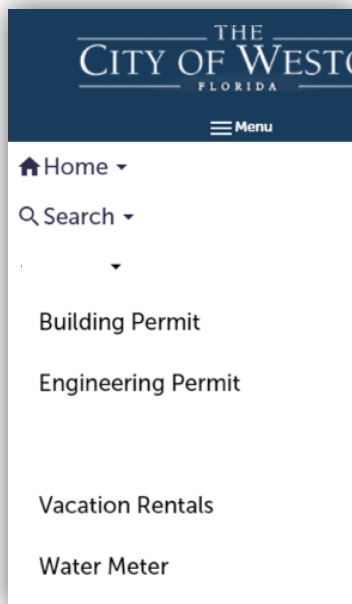 THE
CITY OF WESTO
FLORIDA
Menu
Home
Search
Building Permit
Engineering Permit
Vacation Rentals
Water Meter